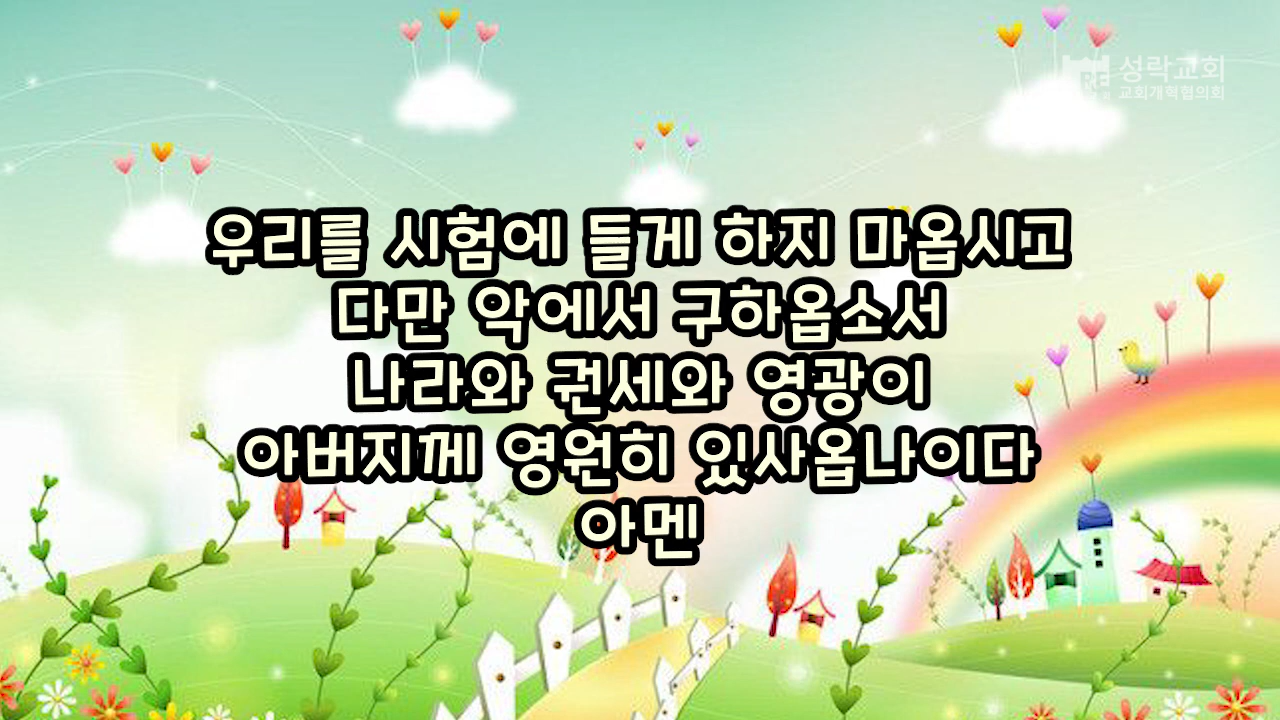 성락교회
교회개혁협의회
우리를 시험에 들게 하지 마옵시고
다만 악에서 구하옵소서
나라와 권세와 영광이
아버지께 영원히 있사옵나이다
아멘